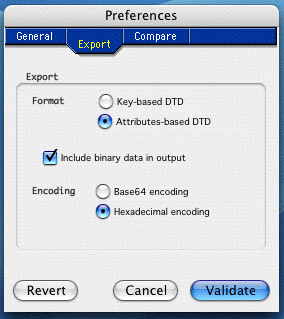 Preferences
General Export Compare
Export
Format Key-based DTD
Attributes-based DTD
Include binary data in output
Encoding Base64 encoding
Hexadecimal encoding
Revert Cancel Validate